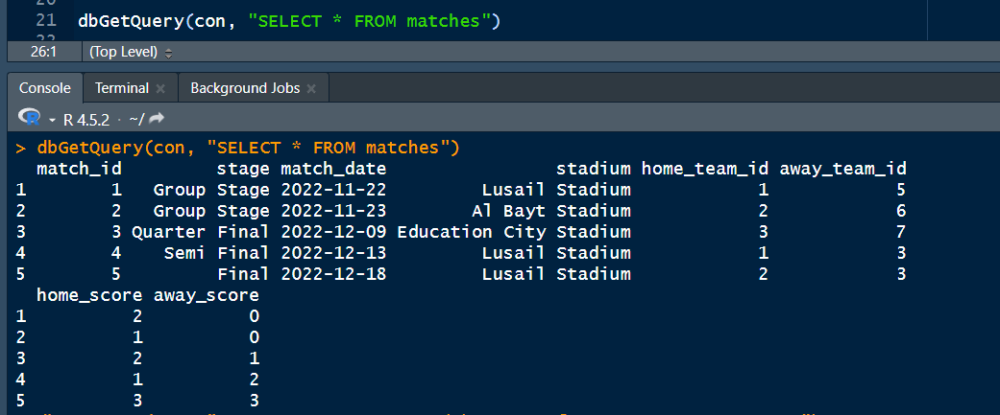 21 dbGetQuery(con, "SELECT * FROM matches")
26:1 (Top Level)
Console Terminal Background Jobs
R 4.5.2 · ~/
> dbGetQuery(con, "SELECT * FROM matches")
match_id stage match_date stadium home_team_id away_team_id
1 1 Group Stage 2022-11-22 Lusail Stadium 1 5
2 2 Group Stage 2022-11-23 Al Bayt Stadium 2 6
3 3 Quarter Final 2022-12-09 Education City Stadium 3 7
4 4 Semi Final 2022-12-13 Lusail Stadium 1 3
5 5 Final 2022-12-18 Lusail Stadium 2 3
home_score away_score
1 2 0
2 1 0
3 2 1
4 1 2
5 3 3